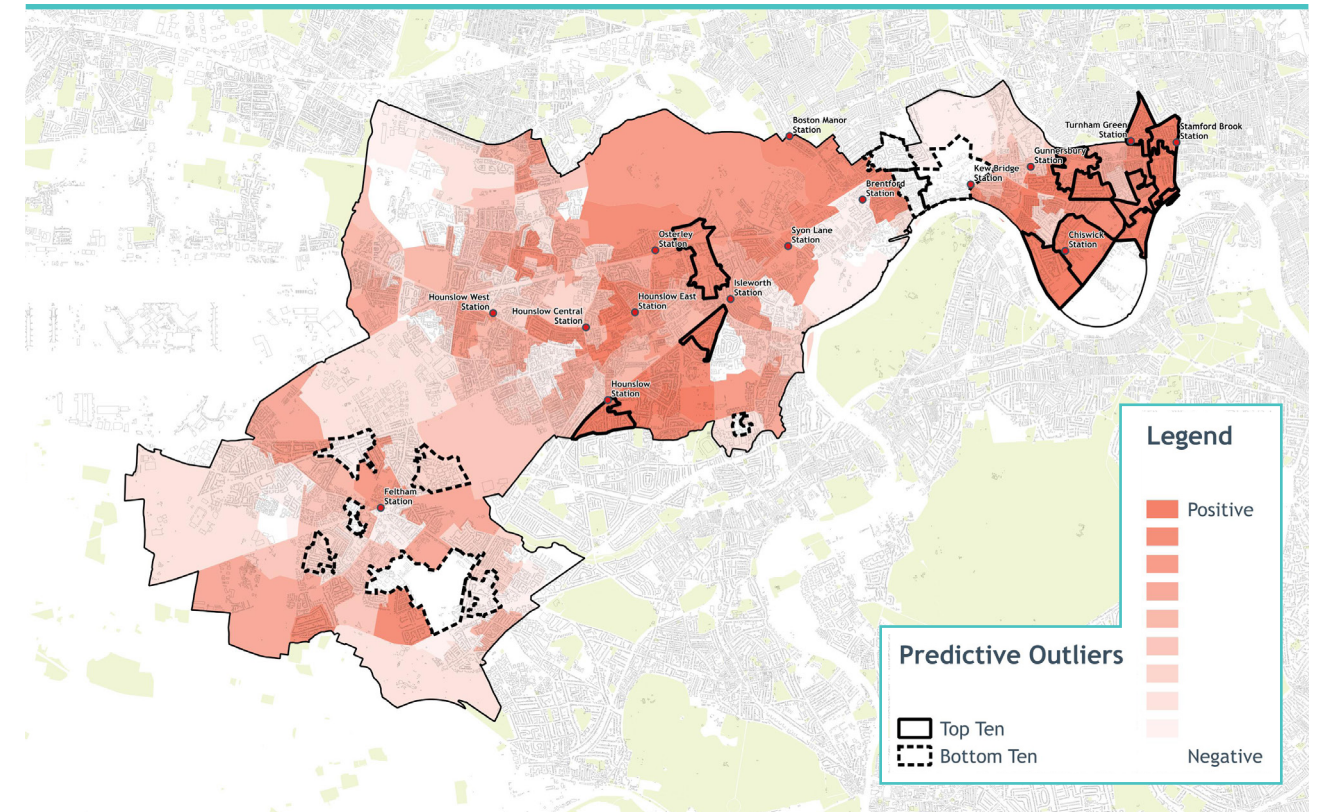 Boston Manor
Station
Turnham Green
Station
Stamford Brook
Station
Gunnersbury
Station
Kew Bridge
Station
Brentford
Station
Chiswick
Station
Syon Lane
Station
Osterley
Station
Isleworth
Station
Hounslow West
Station
Hounslow East
Station
Hounslow Central
Station
Hounslow
Station
Feltham
Station
Legend
Positive
Negative
Predictive Outliers
Top Ten
Bottom Ten